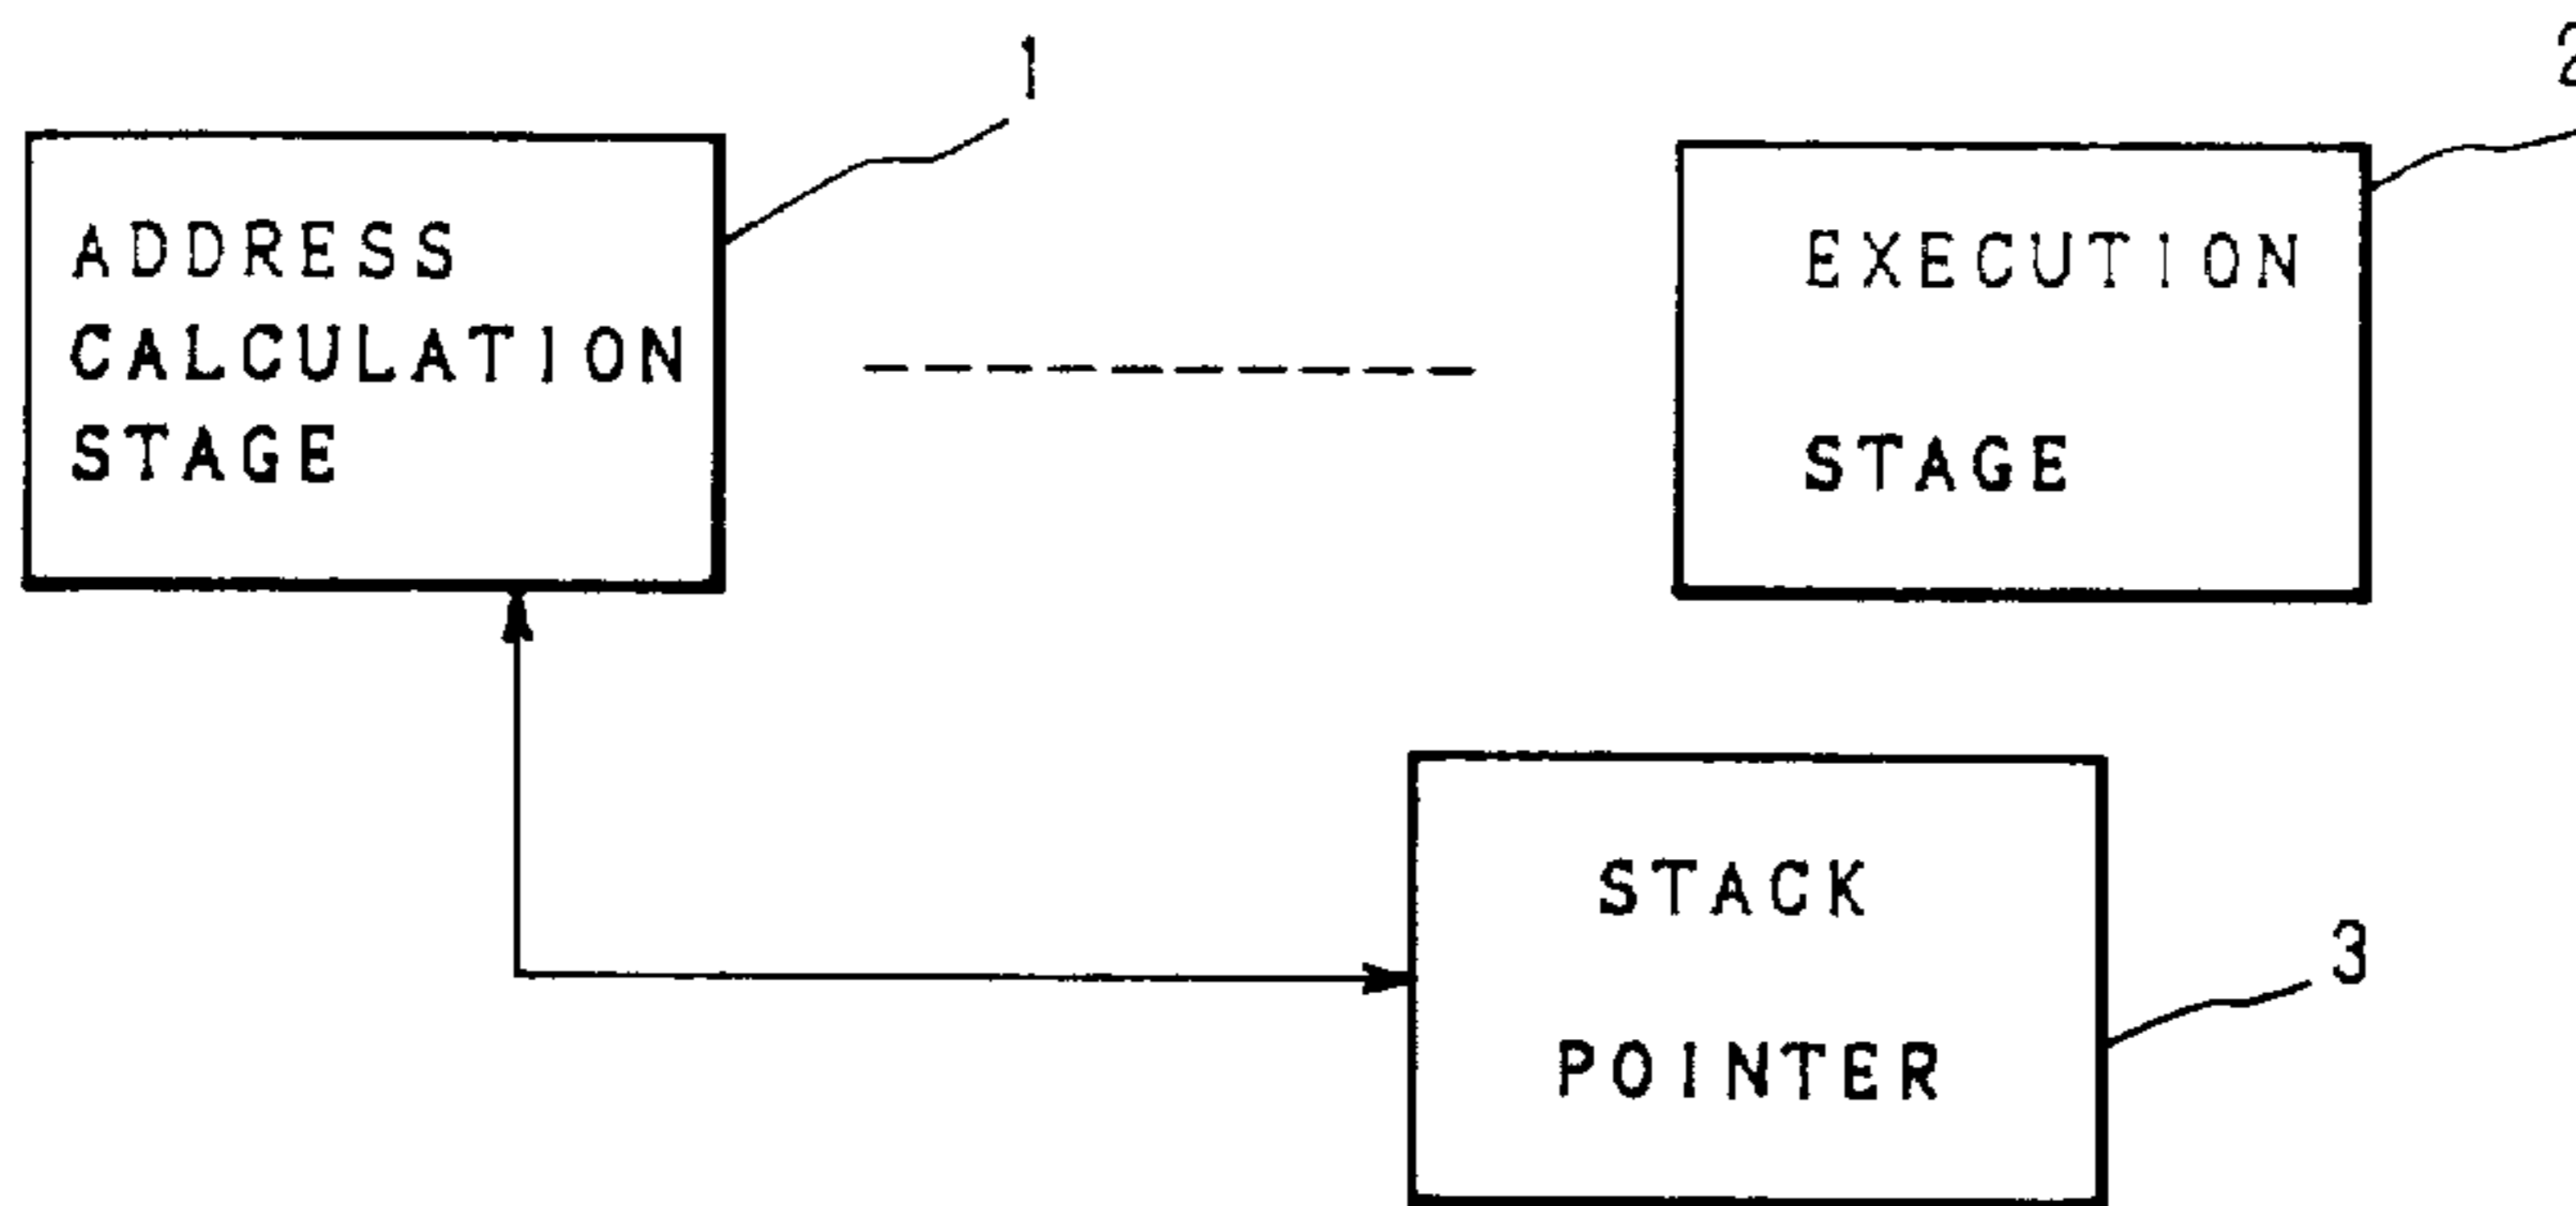 1
2
ADDRESS
CALCULATION
STAGE
EXECUTION
STAGE
STACK
POINTER
3